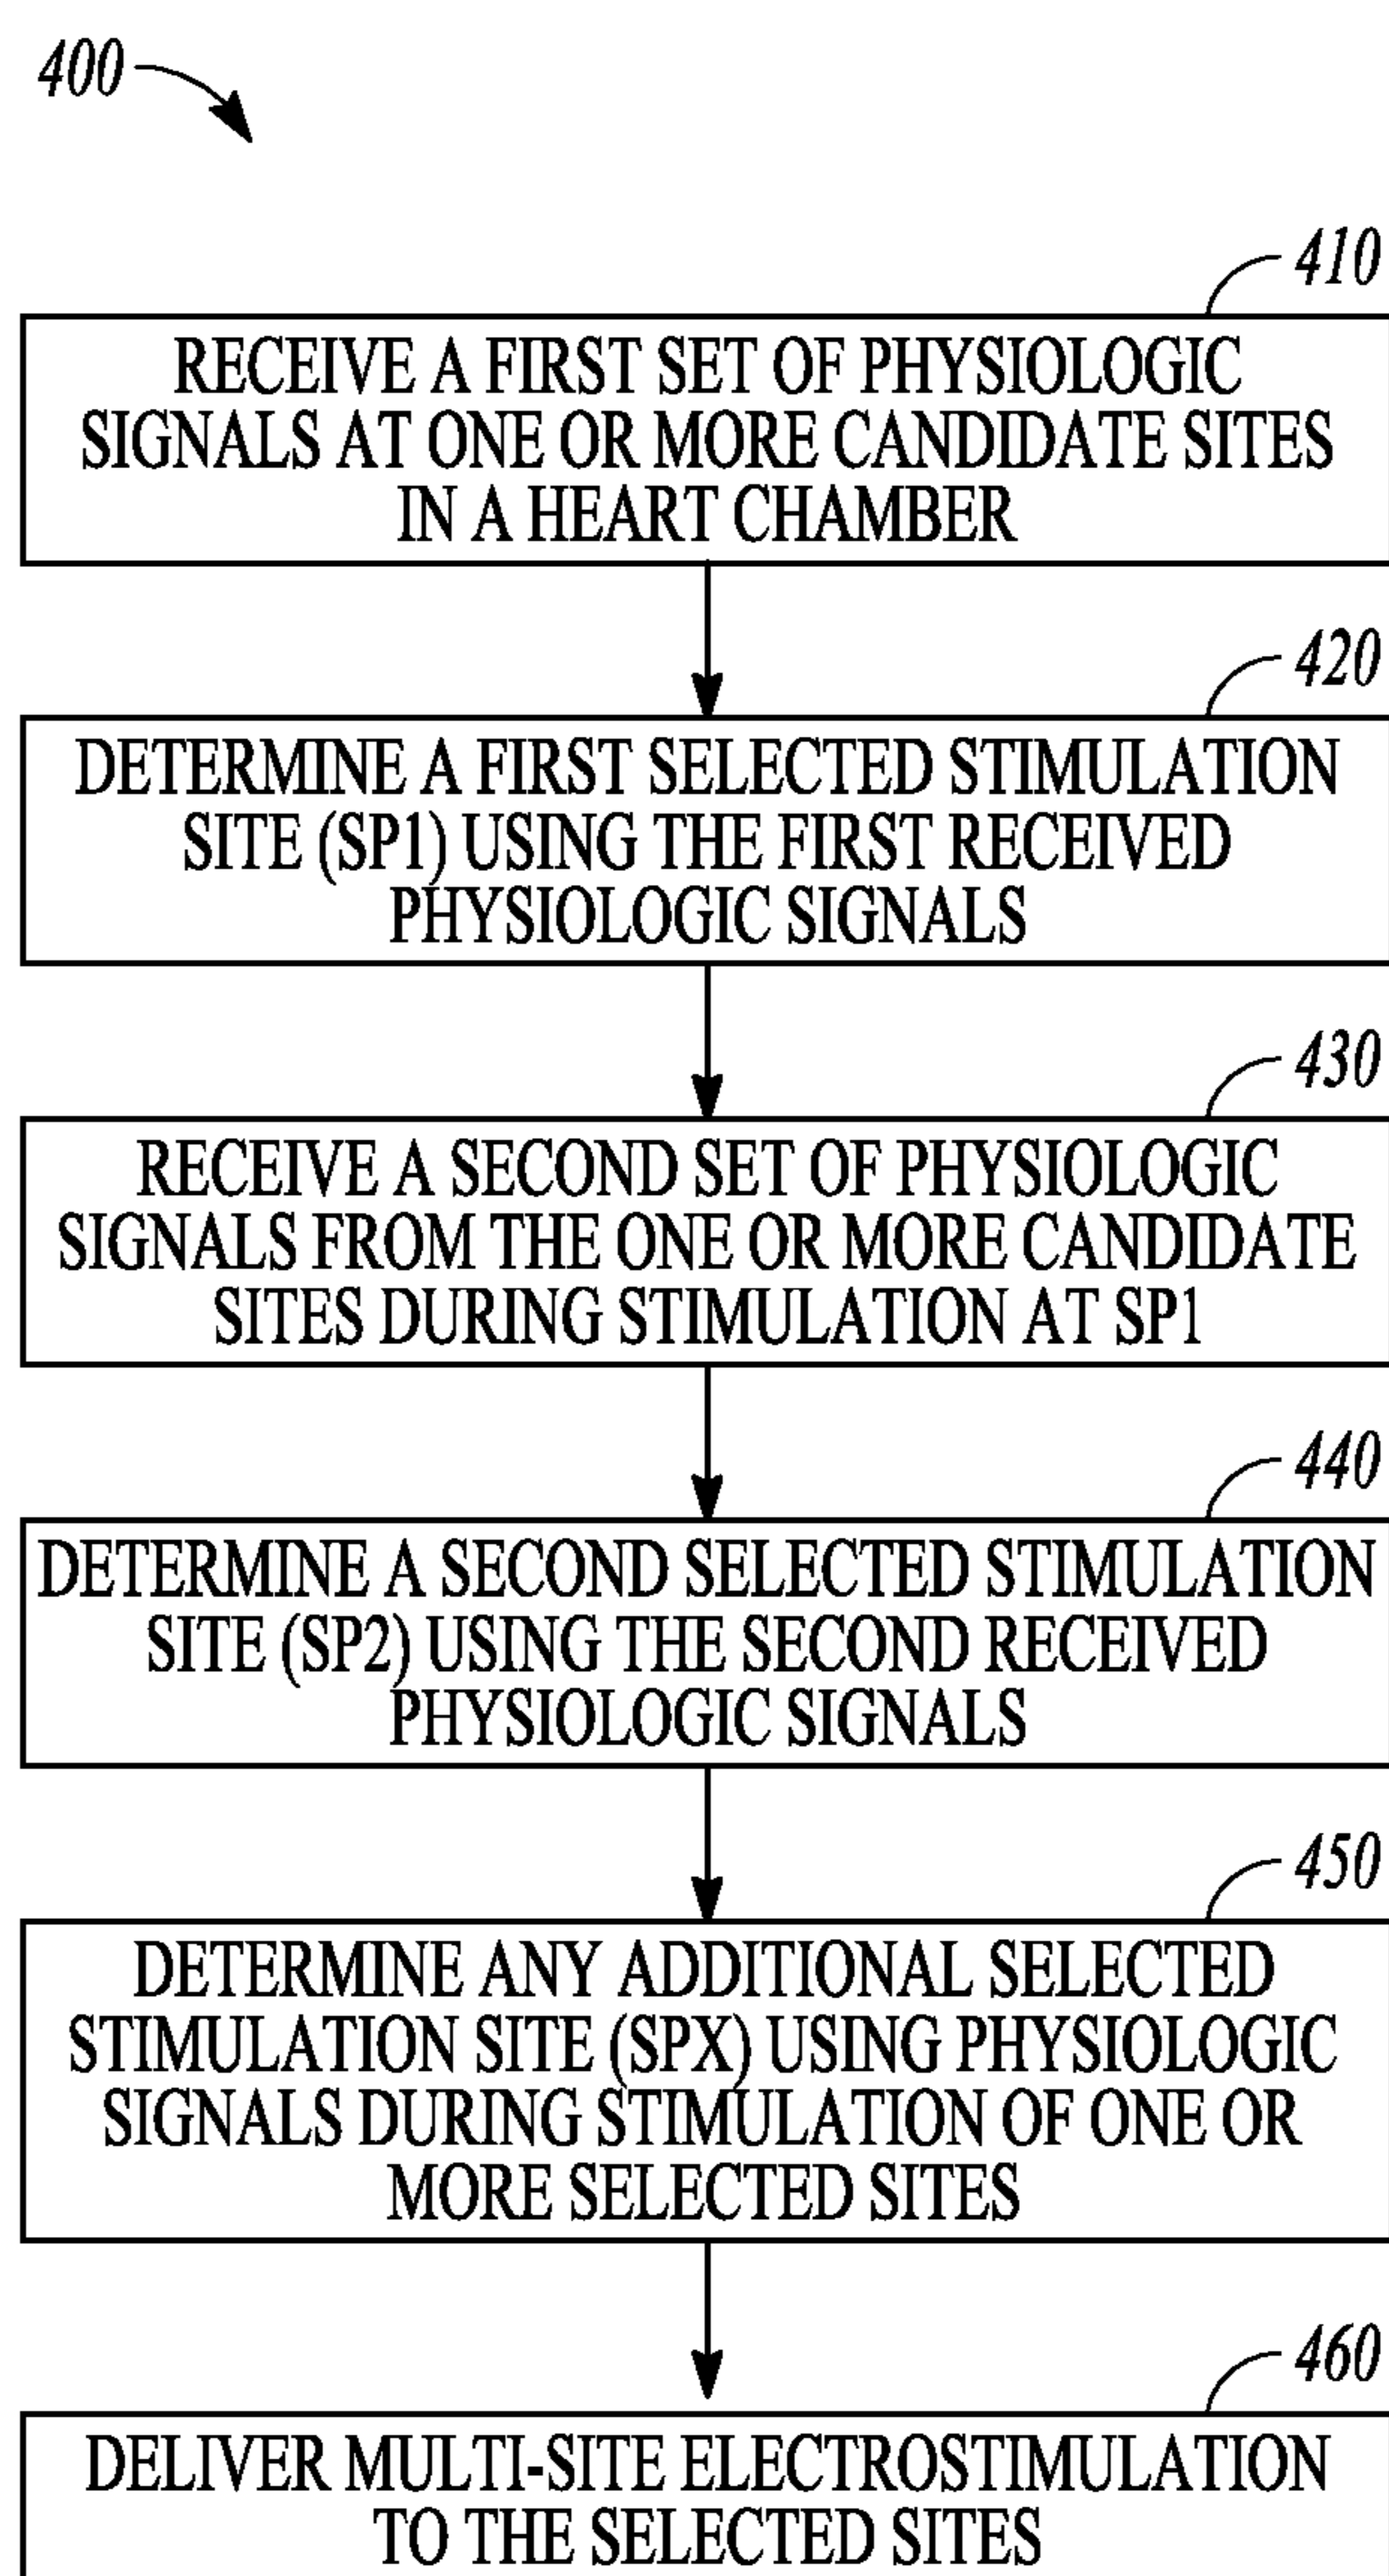 400
410
RECEIVE A FIRST SET OF PHYSIOLOGIC
SIGNALS AT ONE OR MORE CANDIDATE SITES
IN A HEART CHAMBER
420
DETERMINE A FIRST SELECTED STIMULATION
SITE (SP1) USING THE FIRST RECEIVED
PHYSIOLOGIC SIGNALS
430
RECEIVE A SECOND SET OF PHYSIOLOGIC
SIGNALS FROM THE ONE OR MORE CANDIDATE
SITES DURING STIMULATION AT SP1
440
DETERMINE A SECOND SELECTED STIMULATION
SITE (SP2) USING THE SECOND RECEIVED
PHYSIOLOGIC SIGNALS
450
DETERMINE ANY ADDITIONAL SELECTED
STIMULATION SITE (SPX) USING PHYSIOLOGIC
SIGNALS DURING STIMULATION OF ONE OR
MORE SELECTED SITES
460
DELIVER MULTI-SITE ELECTROSTIMULATION
TO THE SELECTED SITES